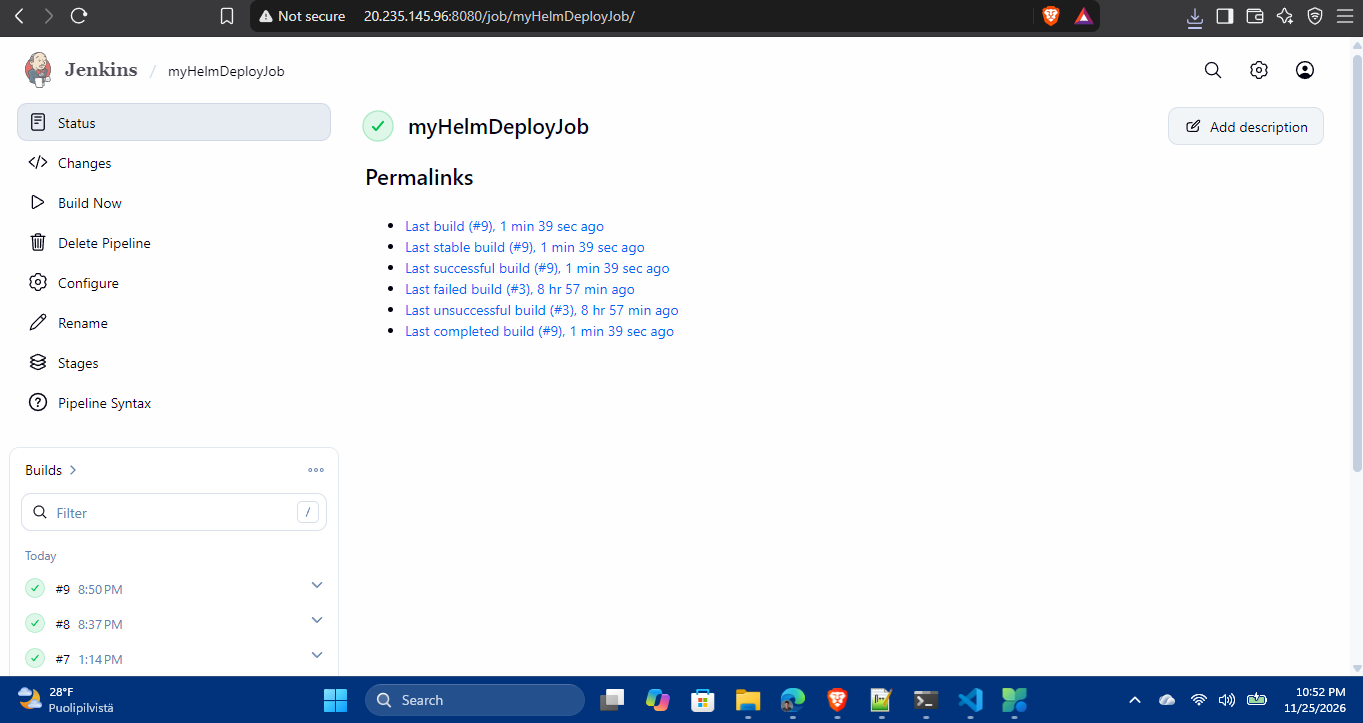 Not secure 20.235.145.96:8080/job/myHelmDeployJob/
Jenkins / myHelmDeployJob
Status
Changes
Build Now
Delete Pipeline
Configure
Rename
Stages
Pipeline Syntax
Builds
Filter /
Today
#9 8:50 PM
#8 8:37 PM
#7 1:14 PM
myHelmDeployJob
Add description
Permalinks
Last build (#9), 1 min 39 sec ago
Last stable build (#9), 1 min 39 sec ago
Last successful build (#9), 1 min 39 sec ago
Last failed build (#3), 8 hr 57 min ago
Last unsuccessful build (#3), 8 hr 57 min ago
Last completed build (#9), 1 min 39 sec ago
28°F
Puolipilvistä
Search
10:52 PM
11/25/2026